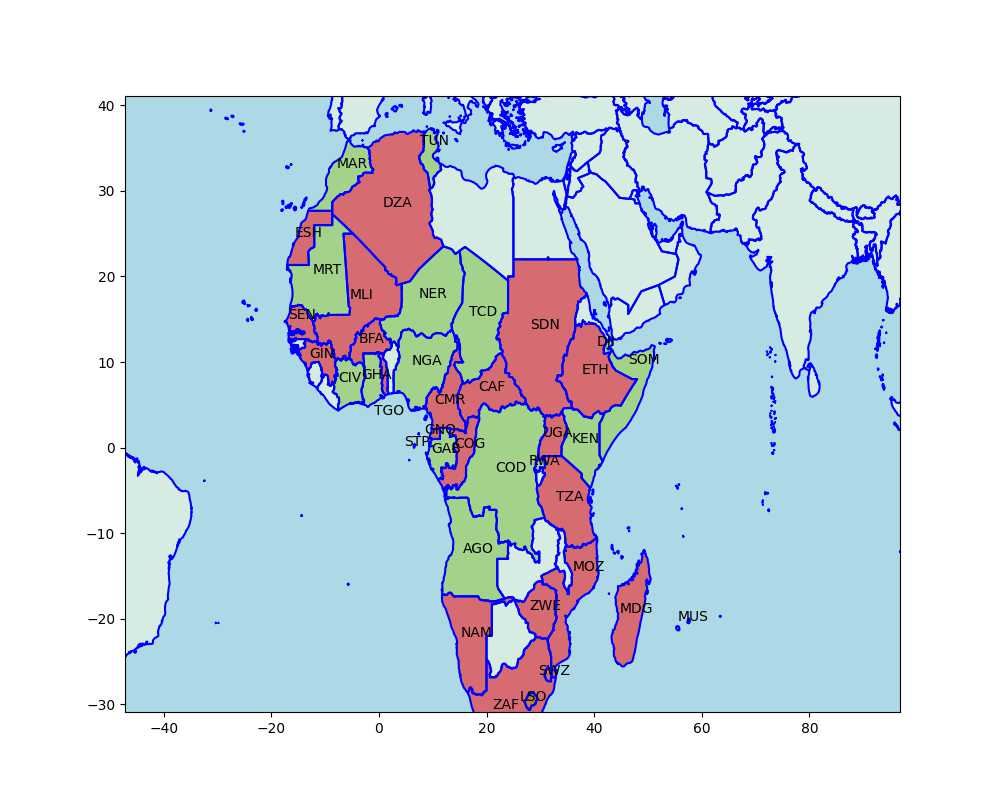 40
TUN
MAR
30
DZA
ESH
MRT
20
MLI
NER
SEN
TCD
SDN
BFA
DJI
10
GIN
NGA
SOM
CIV
GHA
ETH
CAF
CMR
TGO
GNQ
UGA
STP
COG
KEN
0
GAB
RWA
COD
TZA
−10
AGO
MOZ
ZWE
MDG
−20
MUS
NAM
SWZ
LSO
−30
ZAF
−40 −20 0 20 40 60 80